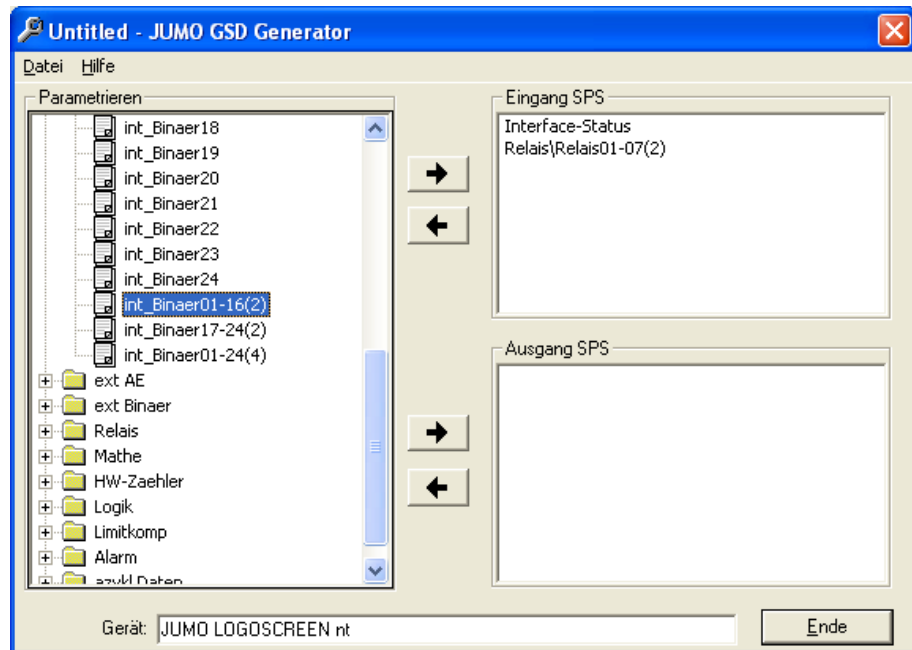 Untitled - JUMO GSD Generator
Datei Hilfe
Parametrieren
int_Binaer18
int_Binaer19
int_Binaer20
int_Binaer21
int_Binaer22
int_Binaer23
int_Binaer24
int_Binaer01-16(2)
int_Binaer17-24(2)
int_Binaer01-24(4)
ext AE
ext Binaer
Relais
Mathe
HW-Zaehler
Logik
Limitkomp
Alarm
azykl Daten
Eingang SPS
Interface-Status
Relais\Relais01-07(2)
Ausgang SPS
Gerät: JUMO LOGOSCREEN nt
Ende